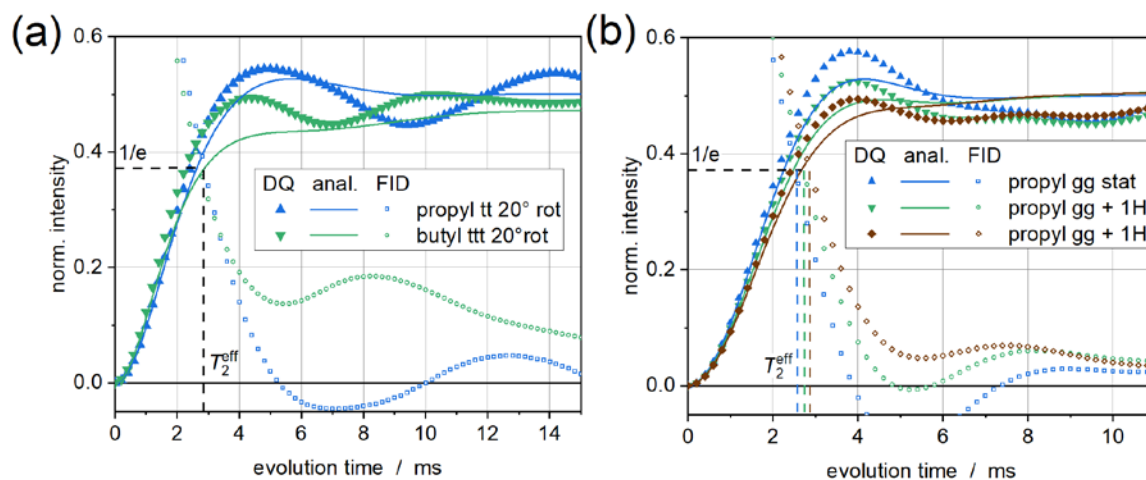 (a)
norm. intensity
0.6
0.4
0.2
0.0
1/e
T₂ᵉᶠᶠ
DQ anal. FID
propyl tt 20° rot
butyl ttt 20°rot
0 2 4 6 8 10 12 14
evolution time / ms
(b)
norm. intensity
0.6
0.4
0.2
0.0
1/e
T₂ᵉᶠᶠ
DQ anal. FID
propyl gg stat
propyl gg + 1H
propyl gg + 1H
0 2 4 6 8 10
evolution time / ms